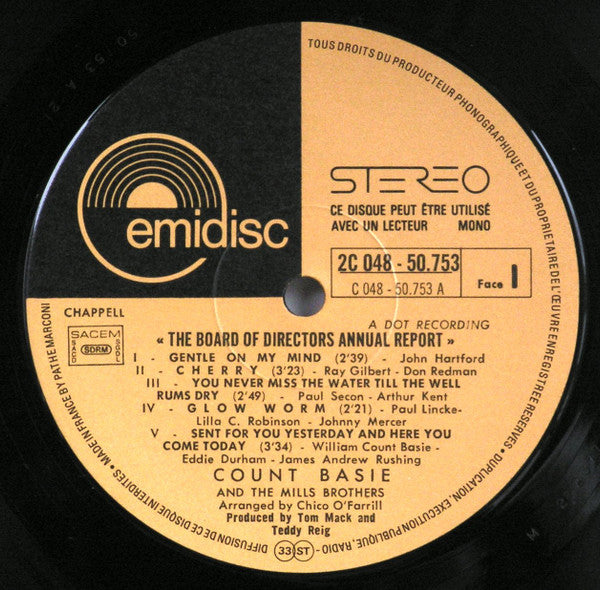 emidisc
STEREO
CE DISQUE PEUT ÊTRE UTILISÉ
AVEC UN LECTEUR MONO
2C 048 - 50.753
C 048 - 50.753 A
Face 1
CHAPPELL
SACEM
SACD
SDRM
SGDL
A DOT RECORDING
« THE BOARD OF DIRECTORS ANNUAL REPORT »
I - GENTLE ON MY MIND (2'39) - John Hartford
II - CHERRY (3'23) - Ray Gilbert - Don Redman
III - YOU NEVER MISS THE WATER TILL THE WELL
RUMS DRY (2'49) - Paul Secon - Arthur Kent
IV - GLOW WORM (2'21) - Paul Lincke-
Lilla C. Robinson - Johnny Mercer
V - SENT FOR YOU YESTERDAY AND HERE YOU
COME TODAY (3'34) - William Count Basie -
Eddie Durham - James Andrew Rushing
COUNT BASIE
AND THE MILLS BROTHERS
Arranged by Chico O'Farrill
Produced by Tom Mack and
Teddy Reig
33 ST
TOUS DROITS DU PRODUCTEUR PHONOGRAPHIQUE ET DU PROPRIETAIRE DE L'ŒUVRE ENREGISTREE RESERVES • DUPLICATION, EXECUTION PUBLIQUE, RADIO - DIFFUSION DE CE DISQUE INTERDITES • MADE IN FRANCE BY PATHE MARCONI